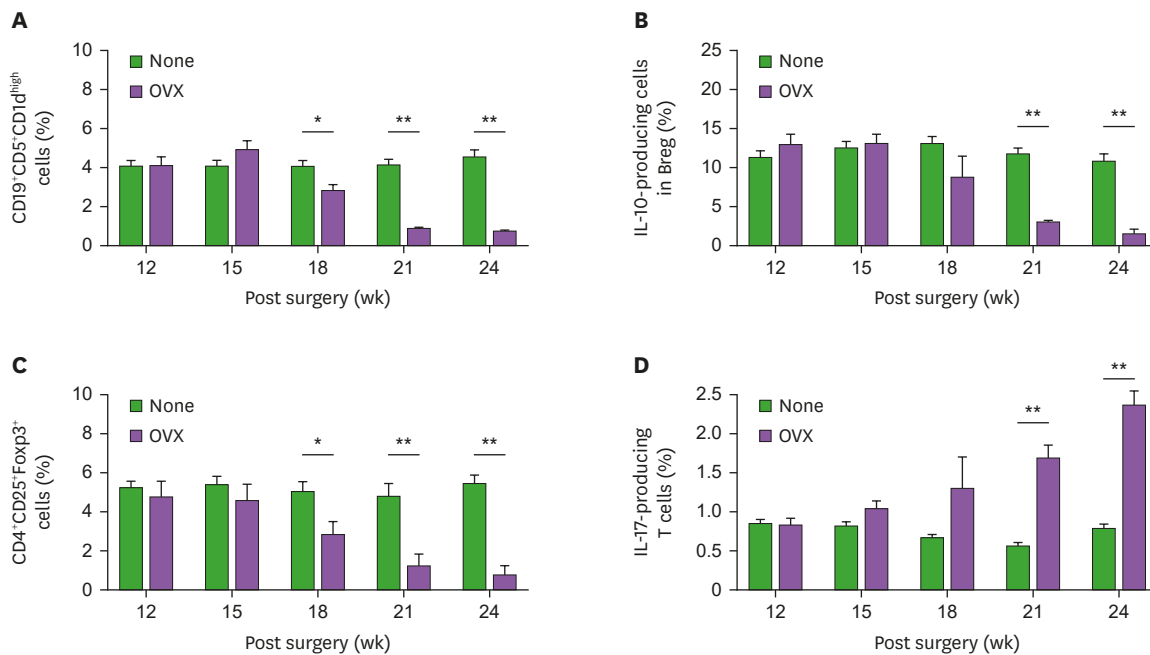 A
CD19⁺CD5⁺CD1dʰⁱᵍʰ
cells (%)
10
8
6
4
2
0
None
OVX
*
**
**
12 15 18 21 24
Post surgery (wk)
B
IL-10-producing cells
in Breg (%)
25
20
15
10
5
0
None
OVX
**
**
12 15 18 21 24
Post surgery (wk)
C
CD4⁺CD25⁺Foxp3⁺
cells (%)
10
8
6
4
2
0
None
OVX
*
**
**
12 15 18 21 24
Post surgery (wk)
D
IL-17-producing
T cells (%)
2.5
2.0
1.5
1.0
0.5
0
None
OVX
**
**
12 15 18 21 24
Post surgery (wk)